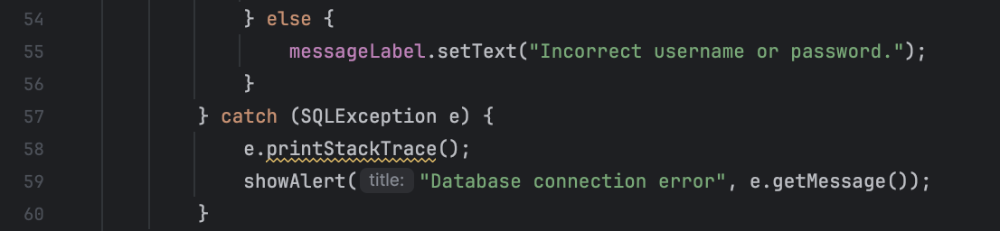 54 } else {
55 messageLabel.setText("Incorrect username or password.");
56 }
57 } catch (SQLException e) {
58 e.printStackTrace();
59 showAlert( title: "Database connection error", e.getMessage());
60 }